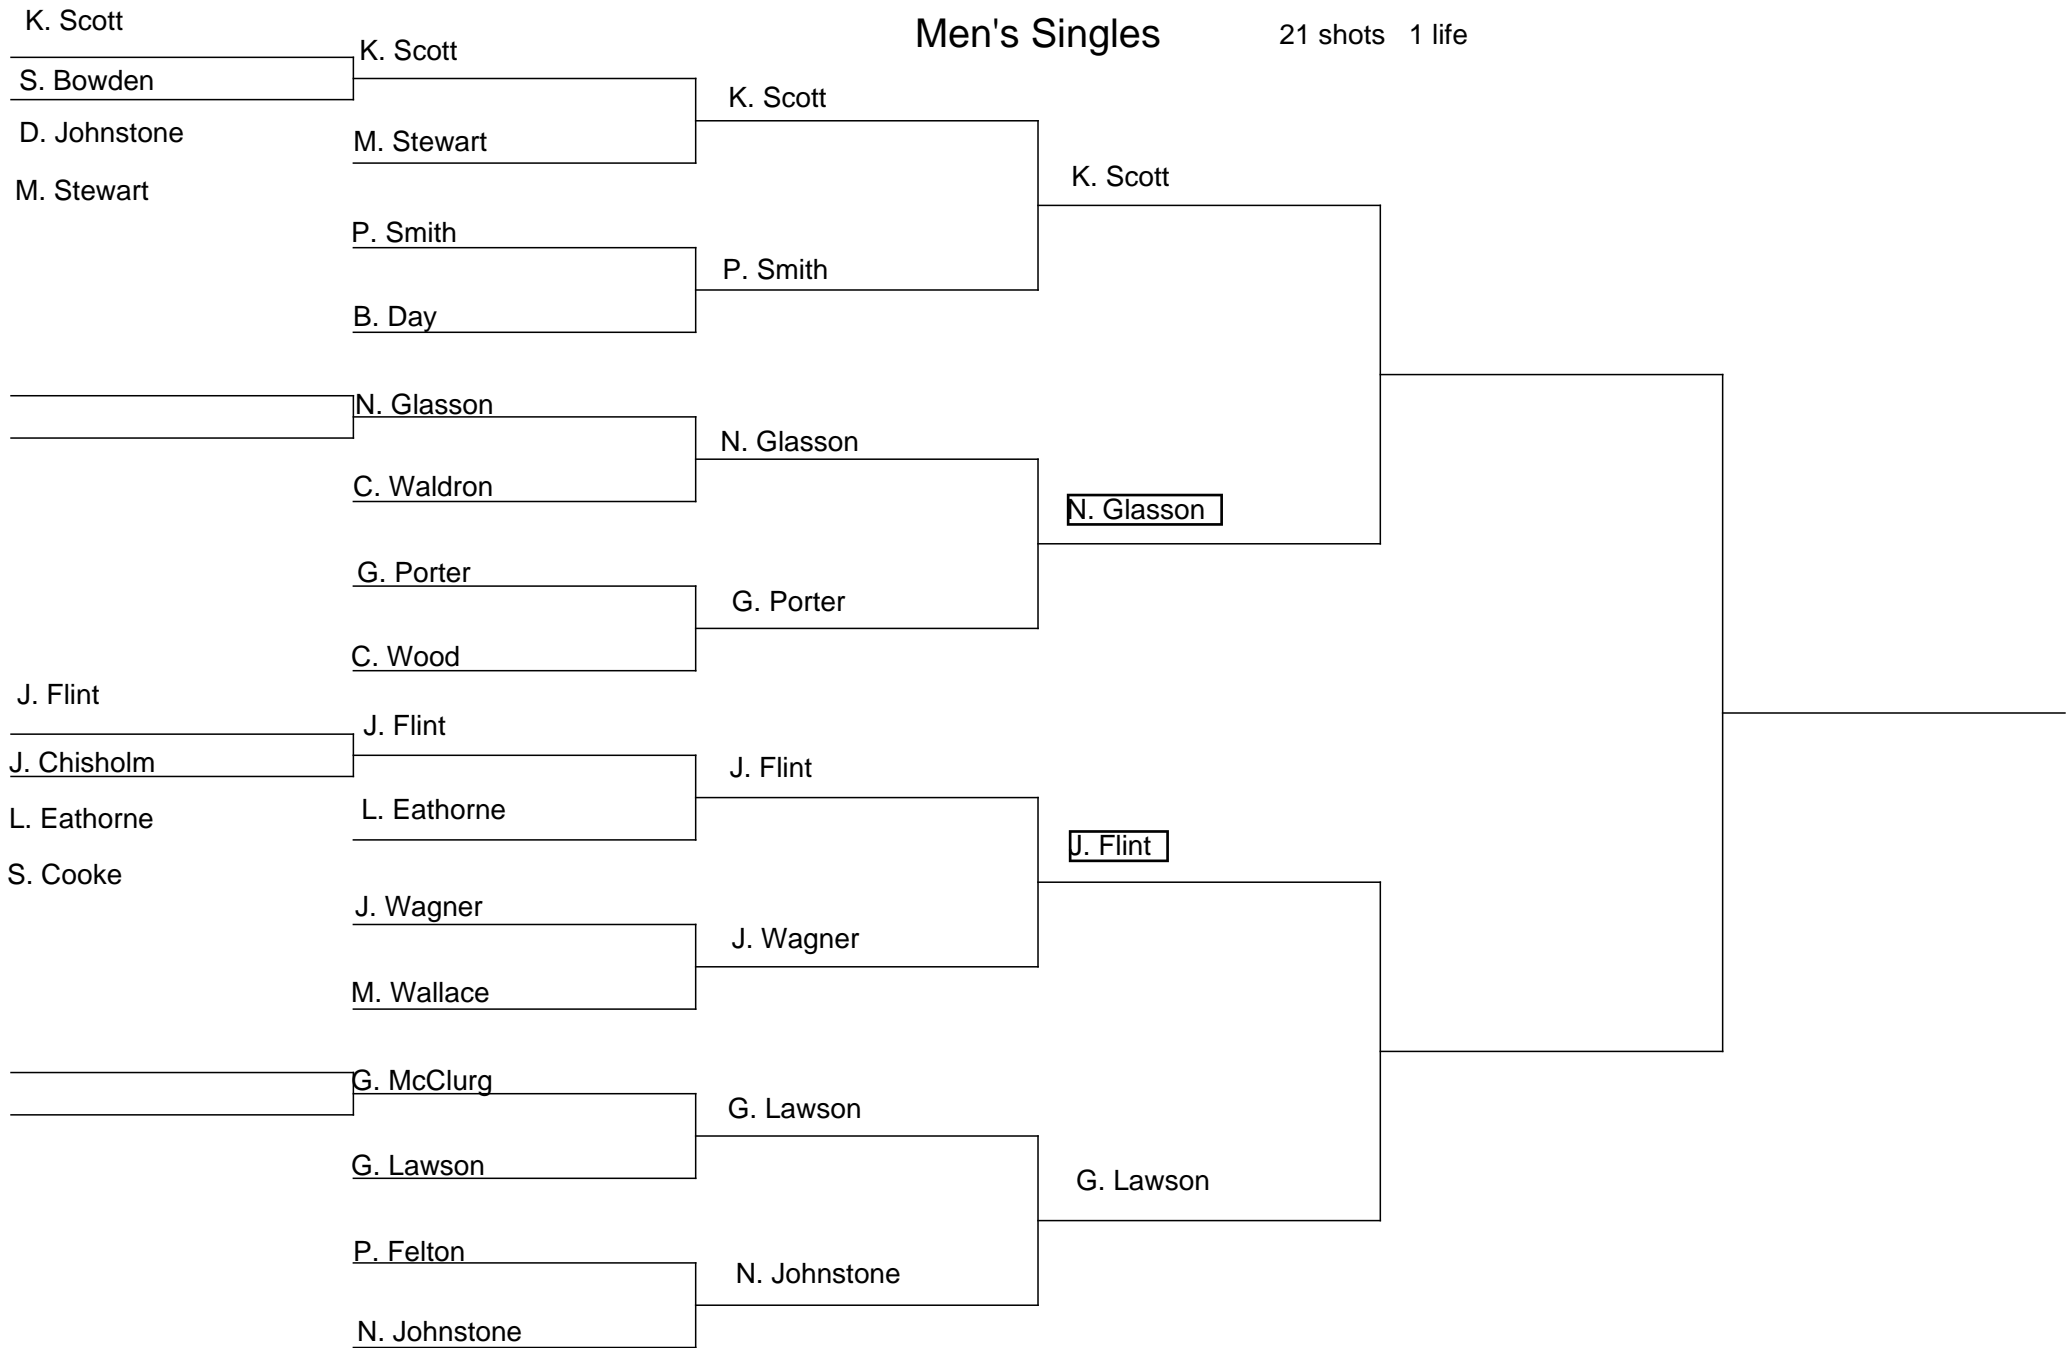 Men's Singles
21 shots 1 life
K. Scott
S. Bowden
D. Johnstone
M. Stewart
J. Flint
J. Chisholm
L. Eathorne
S. Cooke
K. Scott
M. Stewart
P. Smith
B. Day
N. Glasson
C. Waldron
G. Porter
C. Wood
J. Flint
L. Eathorne
J. Wagner
M. Wallace
G. McClurg
G. Lawson
P. Felton
N. Johnstone
K. Scott
P. Smith
N. Glasson
G. Porter
J. Flint
J. Wagner
G. Lawson
N. Johnstone
K. Scott
N. Glasson
J. Flint
G. Lawson